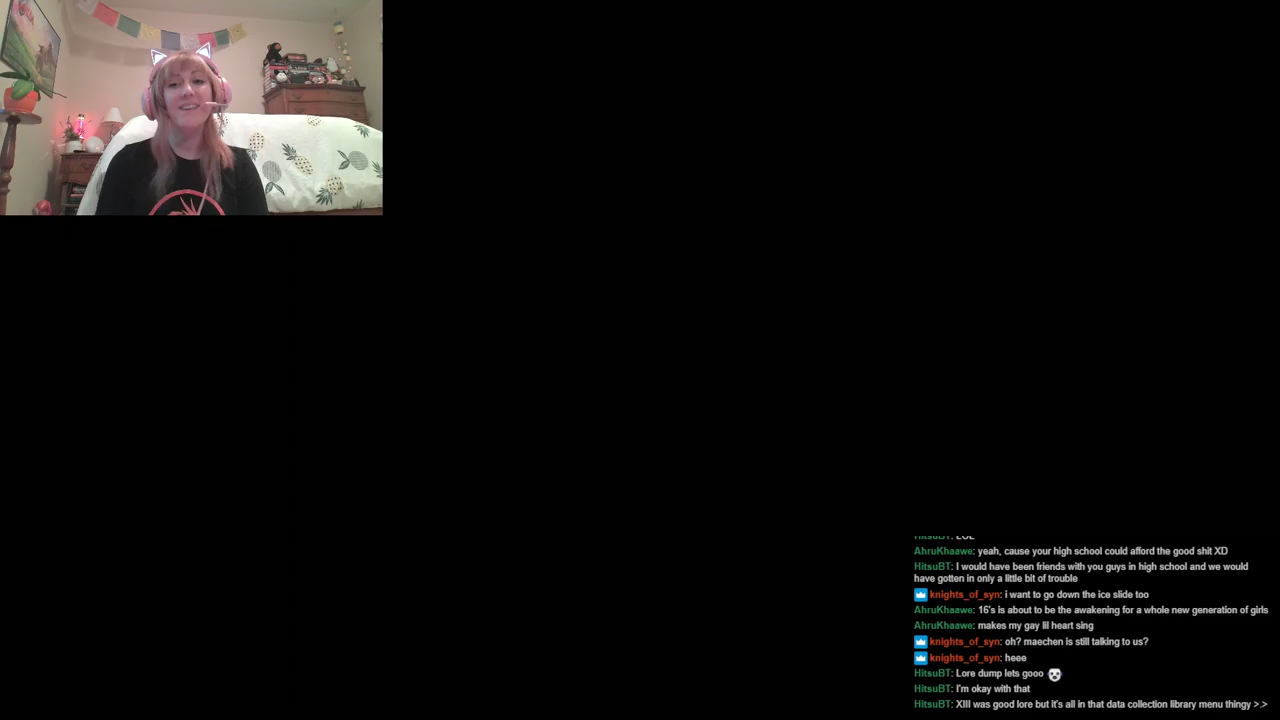 HitsuBT: LOL
AhruKhaawe: yeah, cause your high school could afford the good shit XD
HitsuBT: I would have been friends with you guys in high school and we would
have gotten in only a little bit of trouble
knights_of_syn: i want to go down the ice slide too
AhruKhaawe: 16's is about to be the awakening for a whole new generation of girls
AhruKhaawe: makes my gay lil heart sing
knights_of_syn: oh? maechen is still talking to us?
knights_of_syn: heee
HitsuBT: Lore dump lets gooo
HitsuBT: I'm okay with that
HitsuBT: XIII was good lore but it's all in that data collection library menu thingy >.>